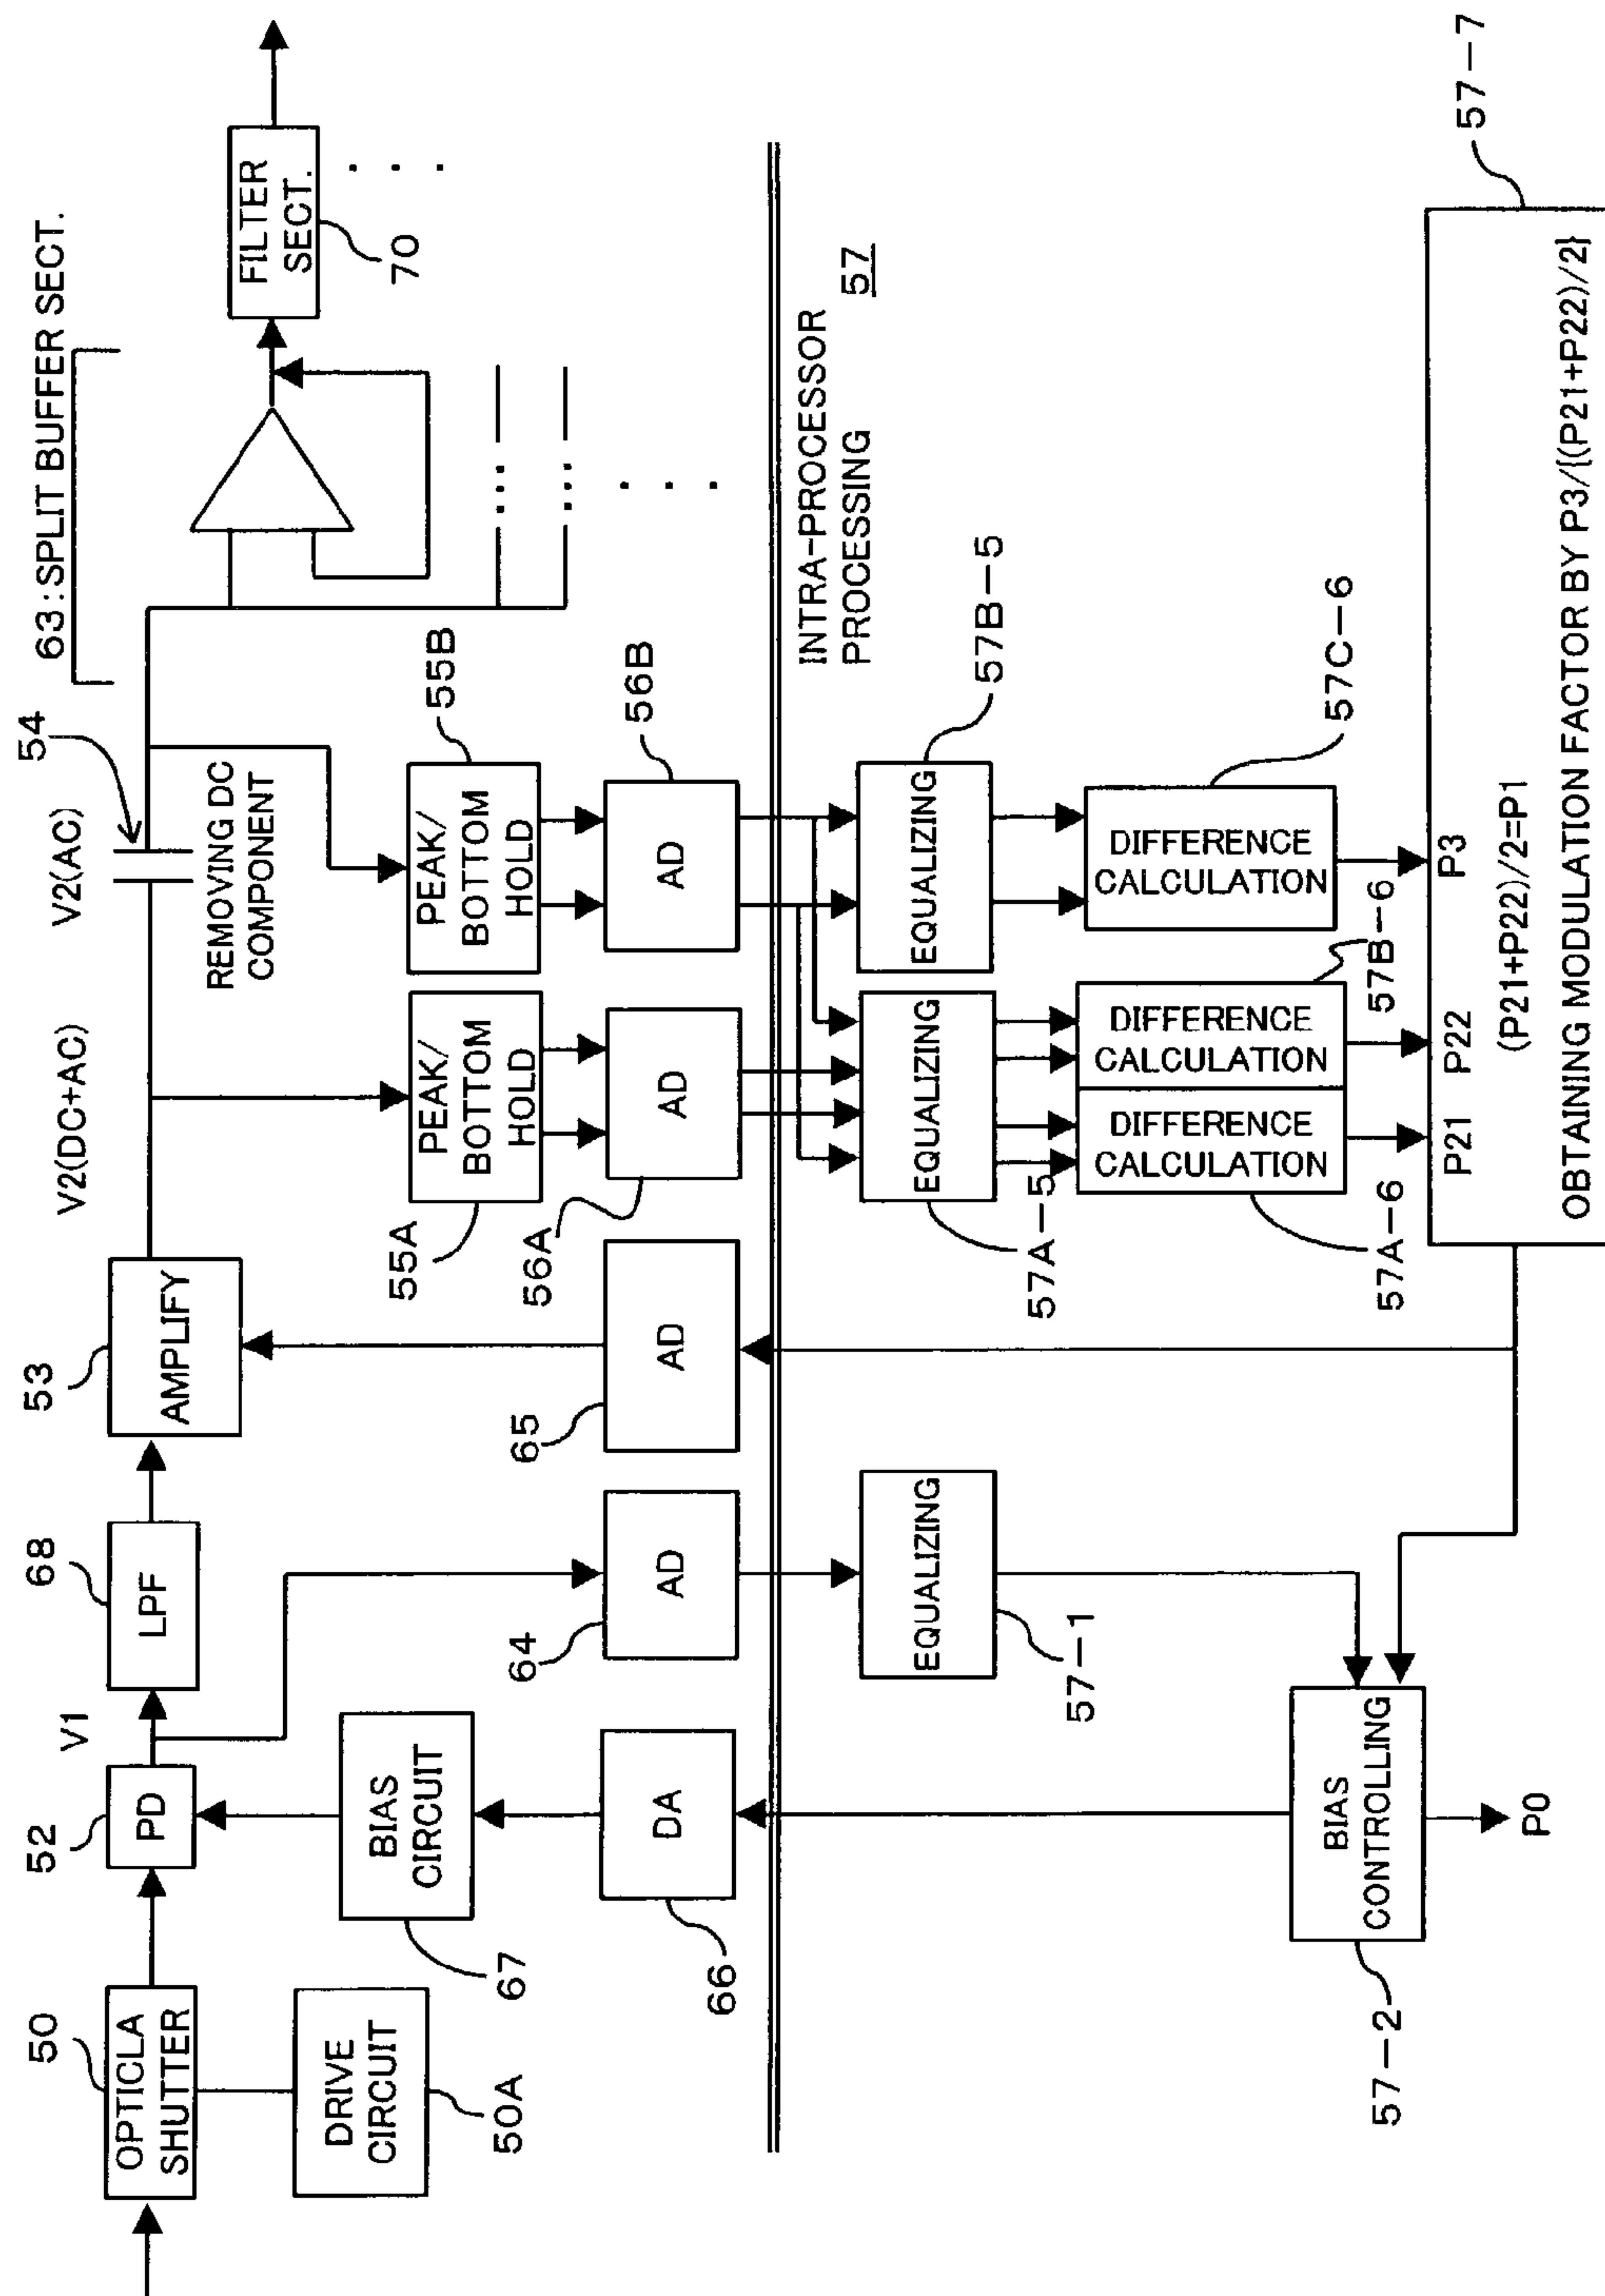 63:SPLIT BUFFER SECT.
50
OPTICLA
SHUTTER
DRIVE
CIRCUIT
50A
52
PD
V1
BIAS
CIRCUIT
67
DA
66
68
LPF
AD
64
53
AMPLIFY
AD
65
V2(DC+AC)
V2(AC)
54
REMOVING DC
COMPONENT
PEAK/
BOTTOM
HOLD
55A
AD
56A
PEAK/
BOTTOM
HOLD
55B
AD
56B
FILTER
SECT.
70
INTRA-PROCESSOR
PROCESSING
57
EQUALIZING
57-1
BIAS
CONTROLLING
57-2
P0
EQUALIZING
57A-5
EQUALIZING
57B-5
DIFFERENCE
CALCULATION
57A-6
DIFFERENCE
CALCULATION
57B-6
DIFFERENCE
CALCULATION
57C-6
P21
P22
P3
57-7
(P21+P22)/2=P1
OBTAINING MODULATION FACTOR BY P3/{(P21+P22)/2}